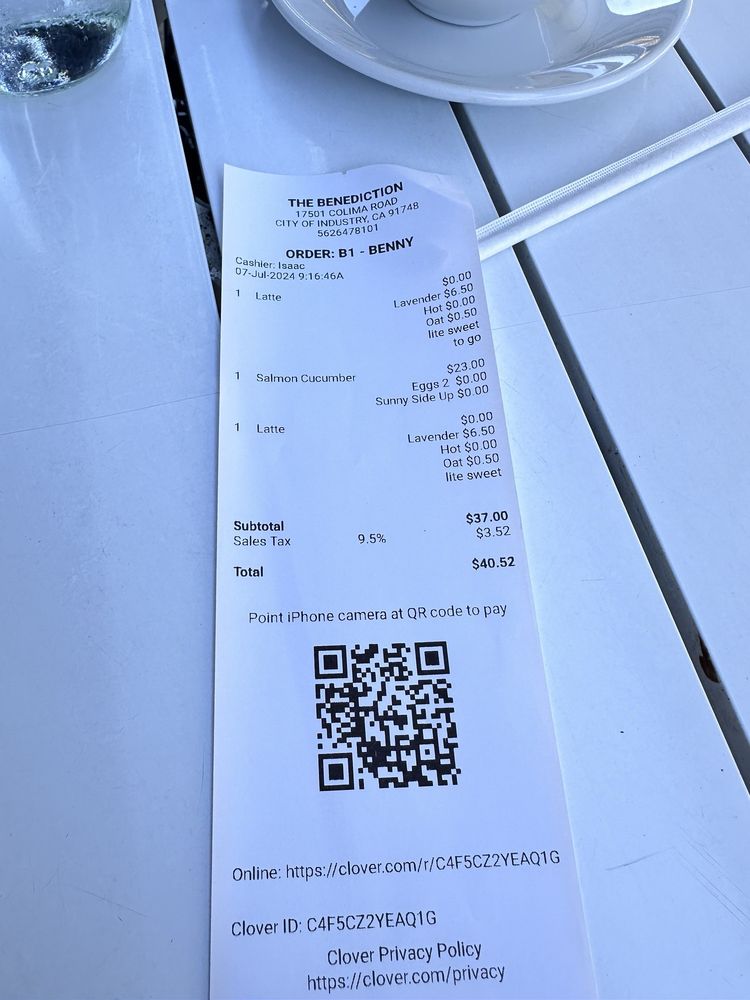 THE BENEDICTION
17501 COLIMA ROAD
CITY OF INDUSTRY, CA 91748
5626478101
ORDER: B1 - BENNY
Cashier: Isaac
07-Jul-2024 9:16:46A
1 Latte $0.00
Lavender $6.50
Hot $0.00
Oat $0.50
lite sweet
to go
1 Salmon Cucumber $23.00
Eggs 2 $0.00
Sunny Side Up $0.00
1 Latte $0.00
Lavender $6.50
Hot $0.00
Oat $0.50
lite sweet
Subtotal $37.00
Sales Tax 9.5% $3.52
Total $40.52
Point iPhone camera at QR code to pay
Online: https://clover.com/r/C4F5CZ2YEAQ1G
Clover ID: C4F5CZ2YEAQ1G
Clover Privacy Policy
https://clover.com/privacy